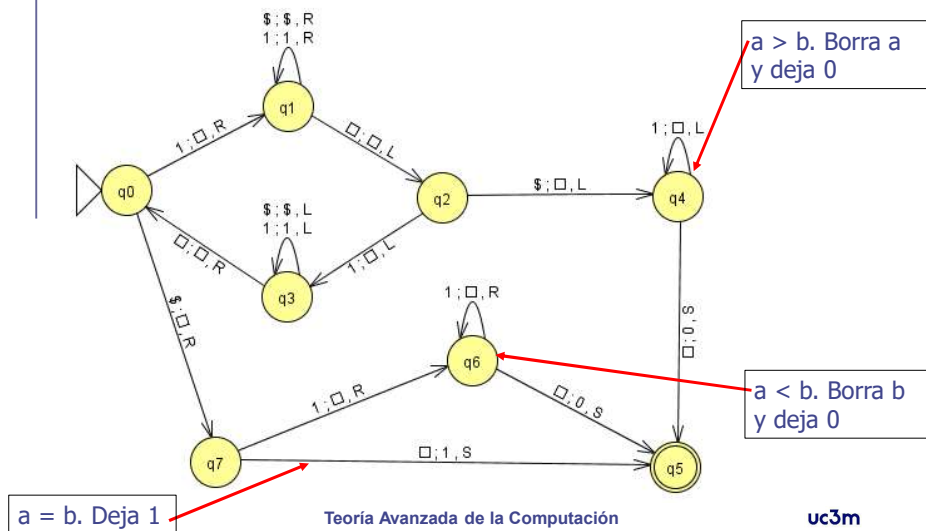 $ ; $ , R
1 ; 1 , R
a > b. Borra a
y deja 0
q1
1 ; □ , R
□ ; □ , L
1 ; □ , L
q0
q2
$ ; □ , L
q4
$ ; $ , L
1 ; 1 , L
□ ; □ , R
1 ; □ , L
q3
$ ; □ , R
1 ; □ , R
□ ; 0 , S
q6
1 ; □ , R
□ ; 0 , S
a < b. Borra b
y deja 0
q7
□ ; 1 , S
q5
a = b. Deja 1
Teoría Avanzada de la Computación
uc3m